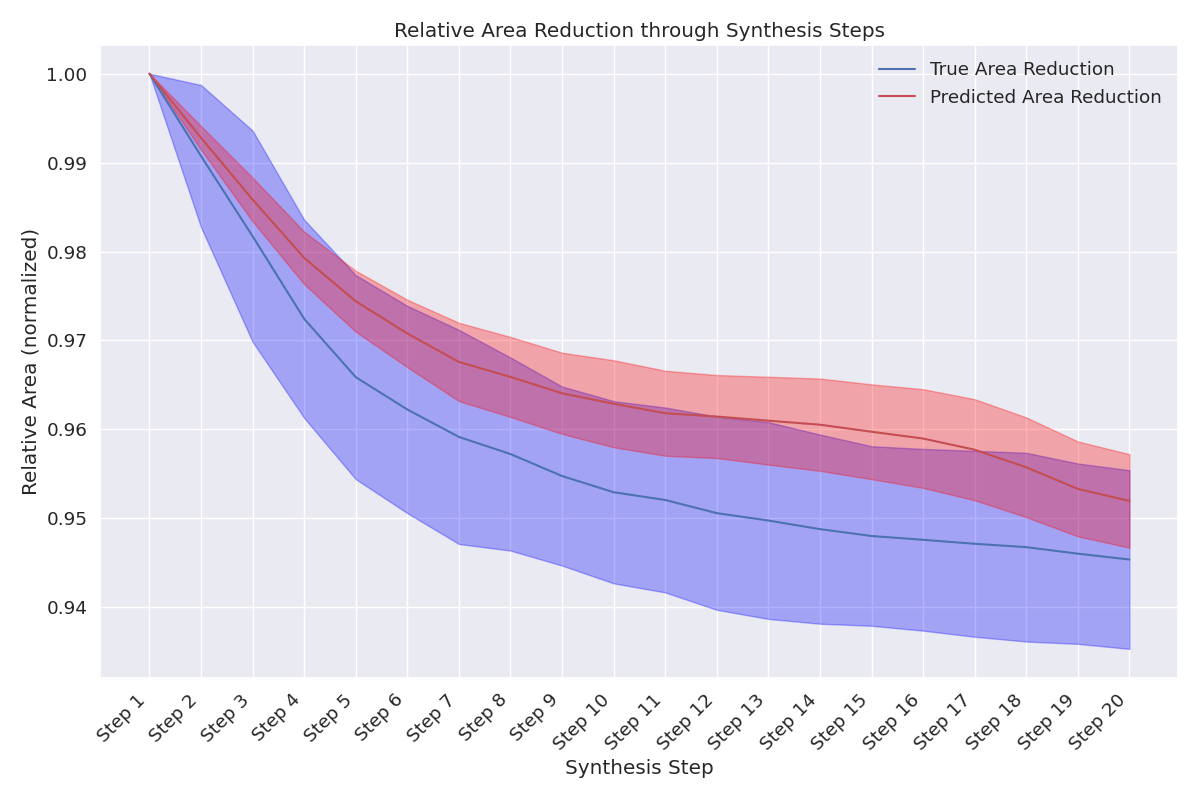 Relative Area Reduction through Synthesis Steps
True Area Reduction
Predicted Area Reduction
Relative Area (normalized)
1.00
0.99
0.98
0.97
0.96
0.95
0.94
Step 1
Step 2
Step 3
Step 4
Step 5
Step 6
Step 7
Step 8
Step 9
Step 10
Step 11
Step 12
Step 13
Step 14
Step 15
Step 16
Step 17
Step 18
Step 19
Step 20
Synthesis Step